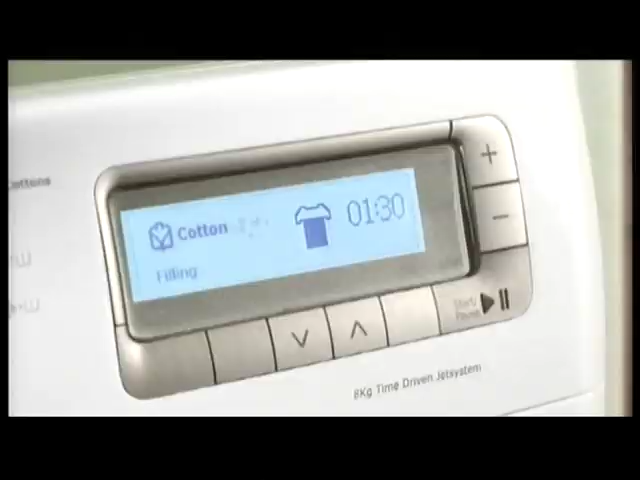 Cottons
Cotton
01:30
Filling
+
-
Start/
Pause
8Kg Time Driven Jetsystem